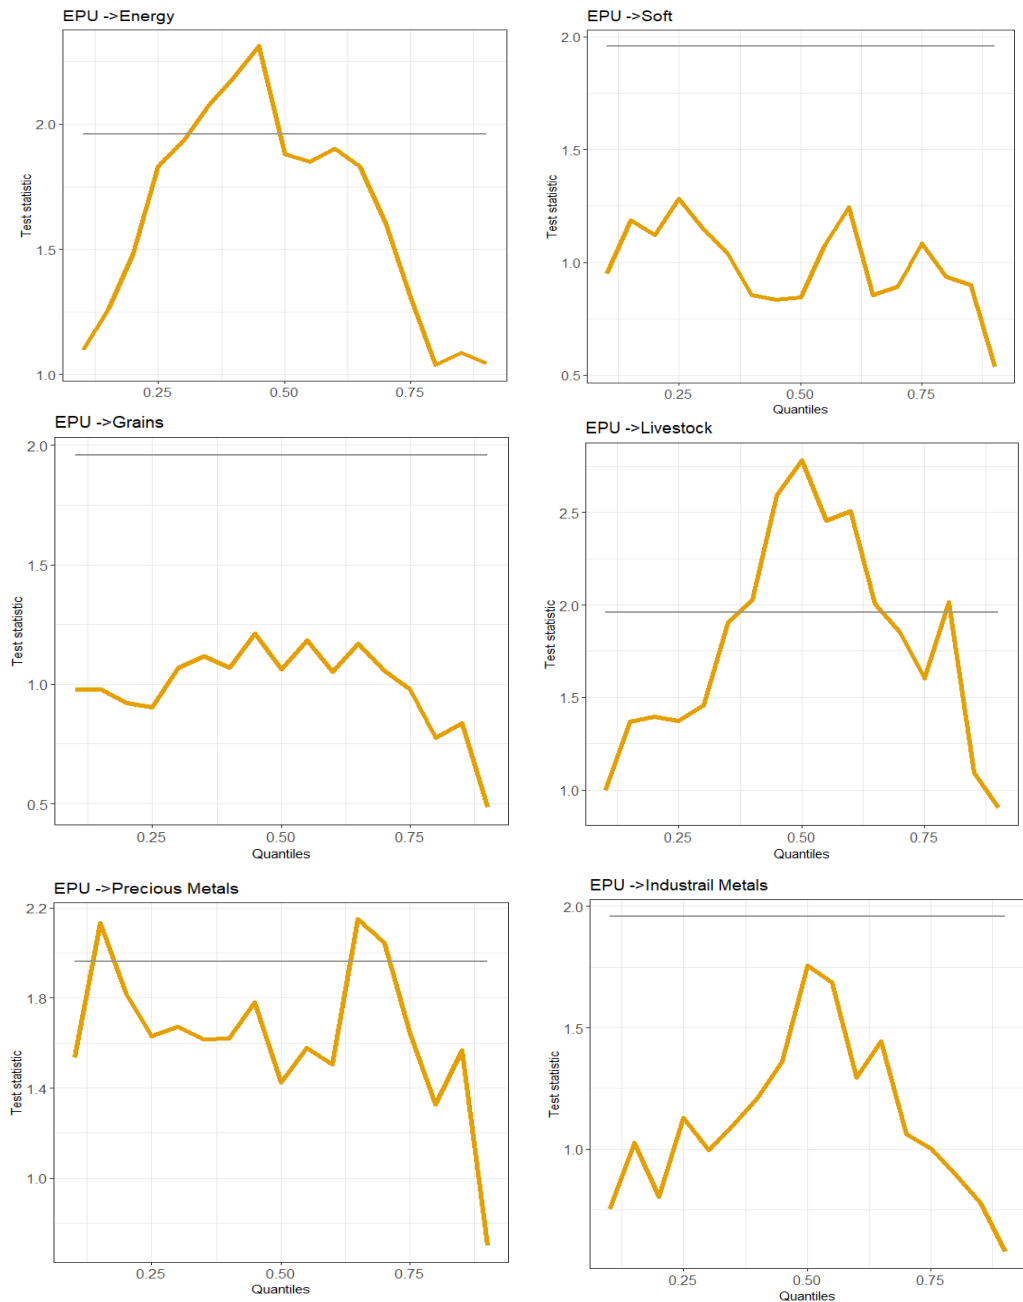 EPU ->Energy
Test statistic
2.0
1.5
1.0
0.25 0.50 0.75
EPU ->Soft
Test statistic
2.0
1.5
1.0
0.5
0.25 0.50 0.75
Quantiles
EPU ->Grains
Test statistic
2.0
1.5
1.0
0.5
0.25 0.50 0.75
Quantiles
EPU ->Livestock
Test statistic
2.5
2.0
1.5
1.0
0.25 0.50 0.75
Quantiles
EPU ->Precious Metals
Test statistic
2.2
1.8
1.4
1.0
0.25 0.50 0.75
Quantiles
EPU ->Industrail Metals
Test statistic
2.0
1.5
1.0
0.25 0.50 0.75
Quantiles